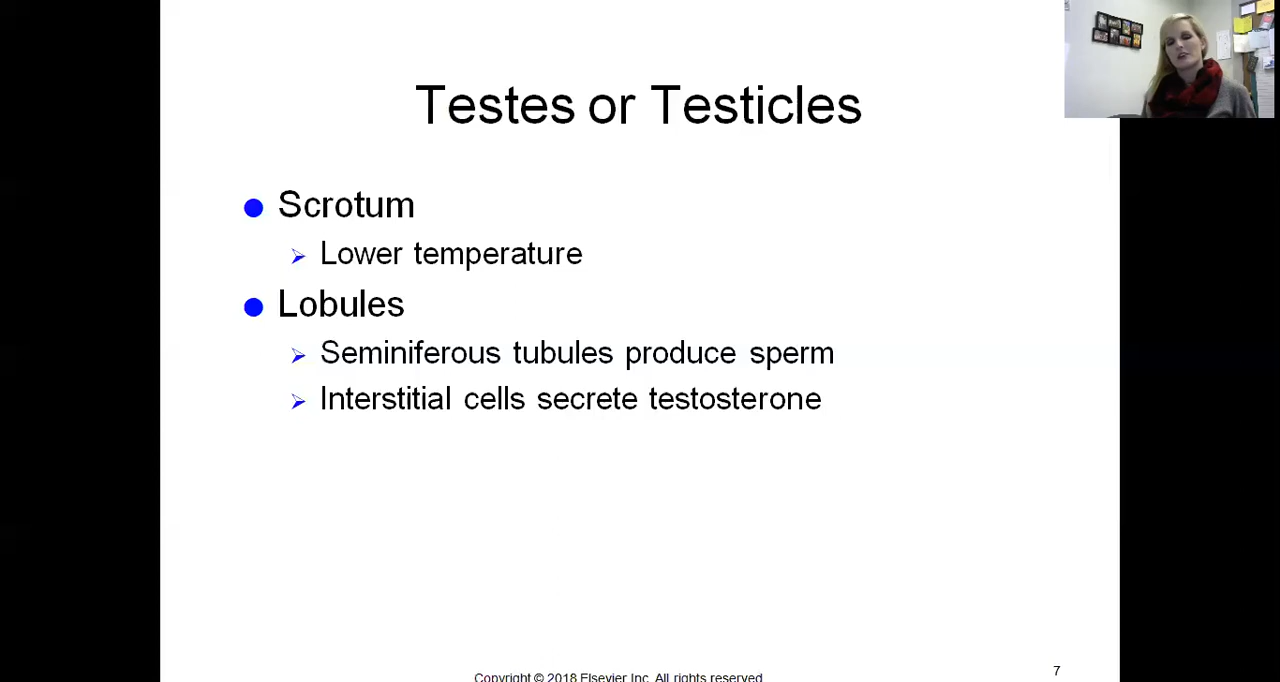 Testes or Testicles
Scrotum
Lower temperature
Lobules
Seminiferous tubules produce sperm
Interstitial cells secrete testosterone
7
Copyright © 2018 Elsevier Inc. All rights reserved